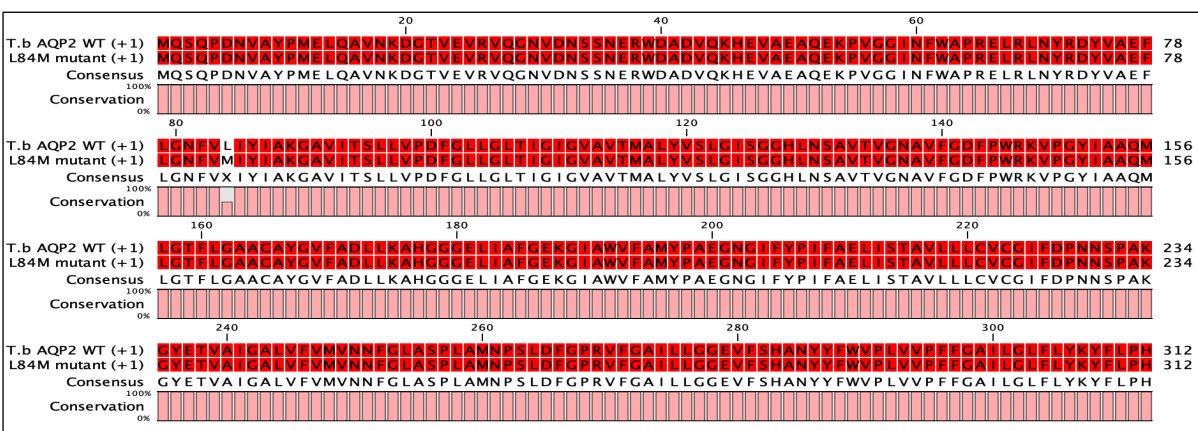 20 40 60
T.b AQP2 WT (+1) MQSQPDNVAYPMELQAVNKDGTVEVRVQGNVDNSSNERWDADVQKHEVAEAQEKPVGGINFWAPRELRLNYRDYVAEF 78
L84M mutant (+1) MQSQPDNVAYPMELQAVNKDGTVEVRVQGNVDNSSNERWDADVQKHEVAEAQEKPVGGINFWAPRELRLNYRDYVAEF 78
Consensus MQSQPDNVAYPMELQAVNKDGTVEVRVQGNVDNSSNERWDADVQKHEVAEAQEKPVGGINFWAPRELRLNYRDYVAEF
100%
Conservation
0%
80 100 120 140
T.b AQP2 WT (+1) LGNFVLIYIAKGAVITSLLVPDFGLLGLTIGIGVAVTMALYVSLGISGGHLNSAVTVGNAVFGDFPWRKVPGYIAAQM 156
L84M mutant (+1) LGNFVMIYIAKGAVITSLLVPDFGLLGLTIGIGVAVTMALYVSLGISGGHLNSAVTVGNAVFGDFPWRKVPGYIAAQM 156
Consensus LGNFVXIYIAKGAVITSLLVPDFGLLGLTIGIGVAVTMALYVSLGISGGHLNSAVTVGNAVFGDFPWRKVPGYIAAQM
100%
Conservation
0%
160 180 200 220
T.b AQP2 WT (+1) LGTFLGAACAYGVFADLLKAHGGGELIAFGEKGIAWVFAMYPAEGNGIFYPIFAELISTAVLLLCVCGIFDPNNSPAK 234
L84M mutant (+1) LGTFLGAACAYGVFADLLKAHGGGELIAFGEKGIAWVFAMYPAEGNGIFYPIFAELISTAVLLLCVCGIFDPNNSPAK 234
Consensus LGTFLGAACAYGVFADLLKAHGGGELIAFGEKGIAWVFAMYPAEGNGIFYPIFAELISTAVLLLCVCGIFDPNNSPAK
100%
Conservation
0%
240 260 280 300
T.b AQP2 WT (+1) GYETVAIGALVFVMVNNFGLASPLAMNPSLDFGPRVFGAILLGGEVFSHANYYFWVPLVVPFFGAILGLFLYKYFLPH 312
L84M mutant (+1) GYETVAIGALVFVMVNNFGLASPLAMNPSLDFGPRVFGAILLGGEVFSHANYYFWVPLVVPFFGAILGLFLYKYFLPH 312
Consensus GYETVAIGALVFVMVNNFGLASPLAMNPSLDFGPRVFGAILLGGEVFSHANYYFWVPLVVPFFGAILGLFLYKYFLPH
100%
Conservation
0%